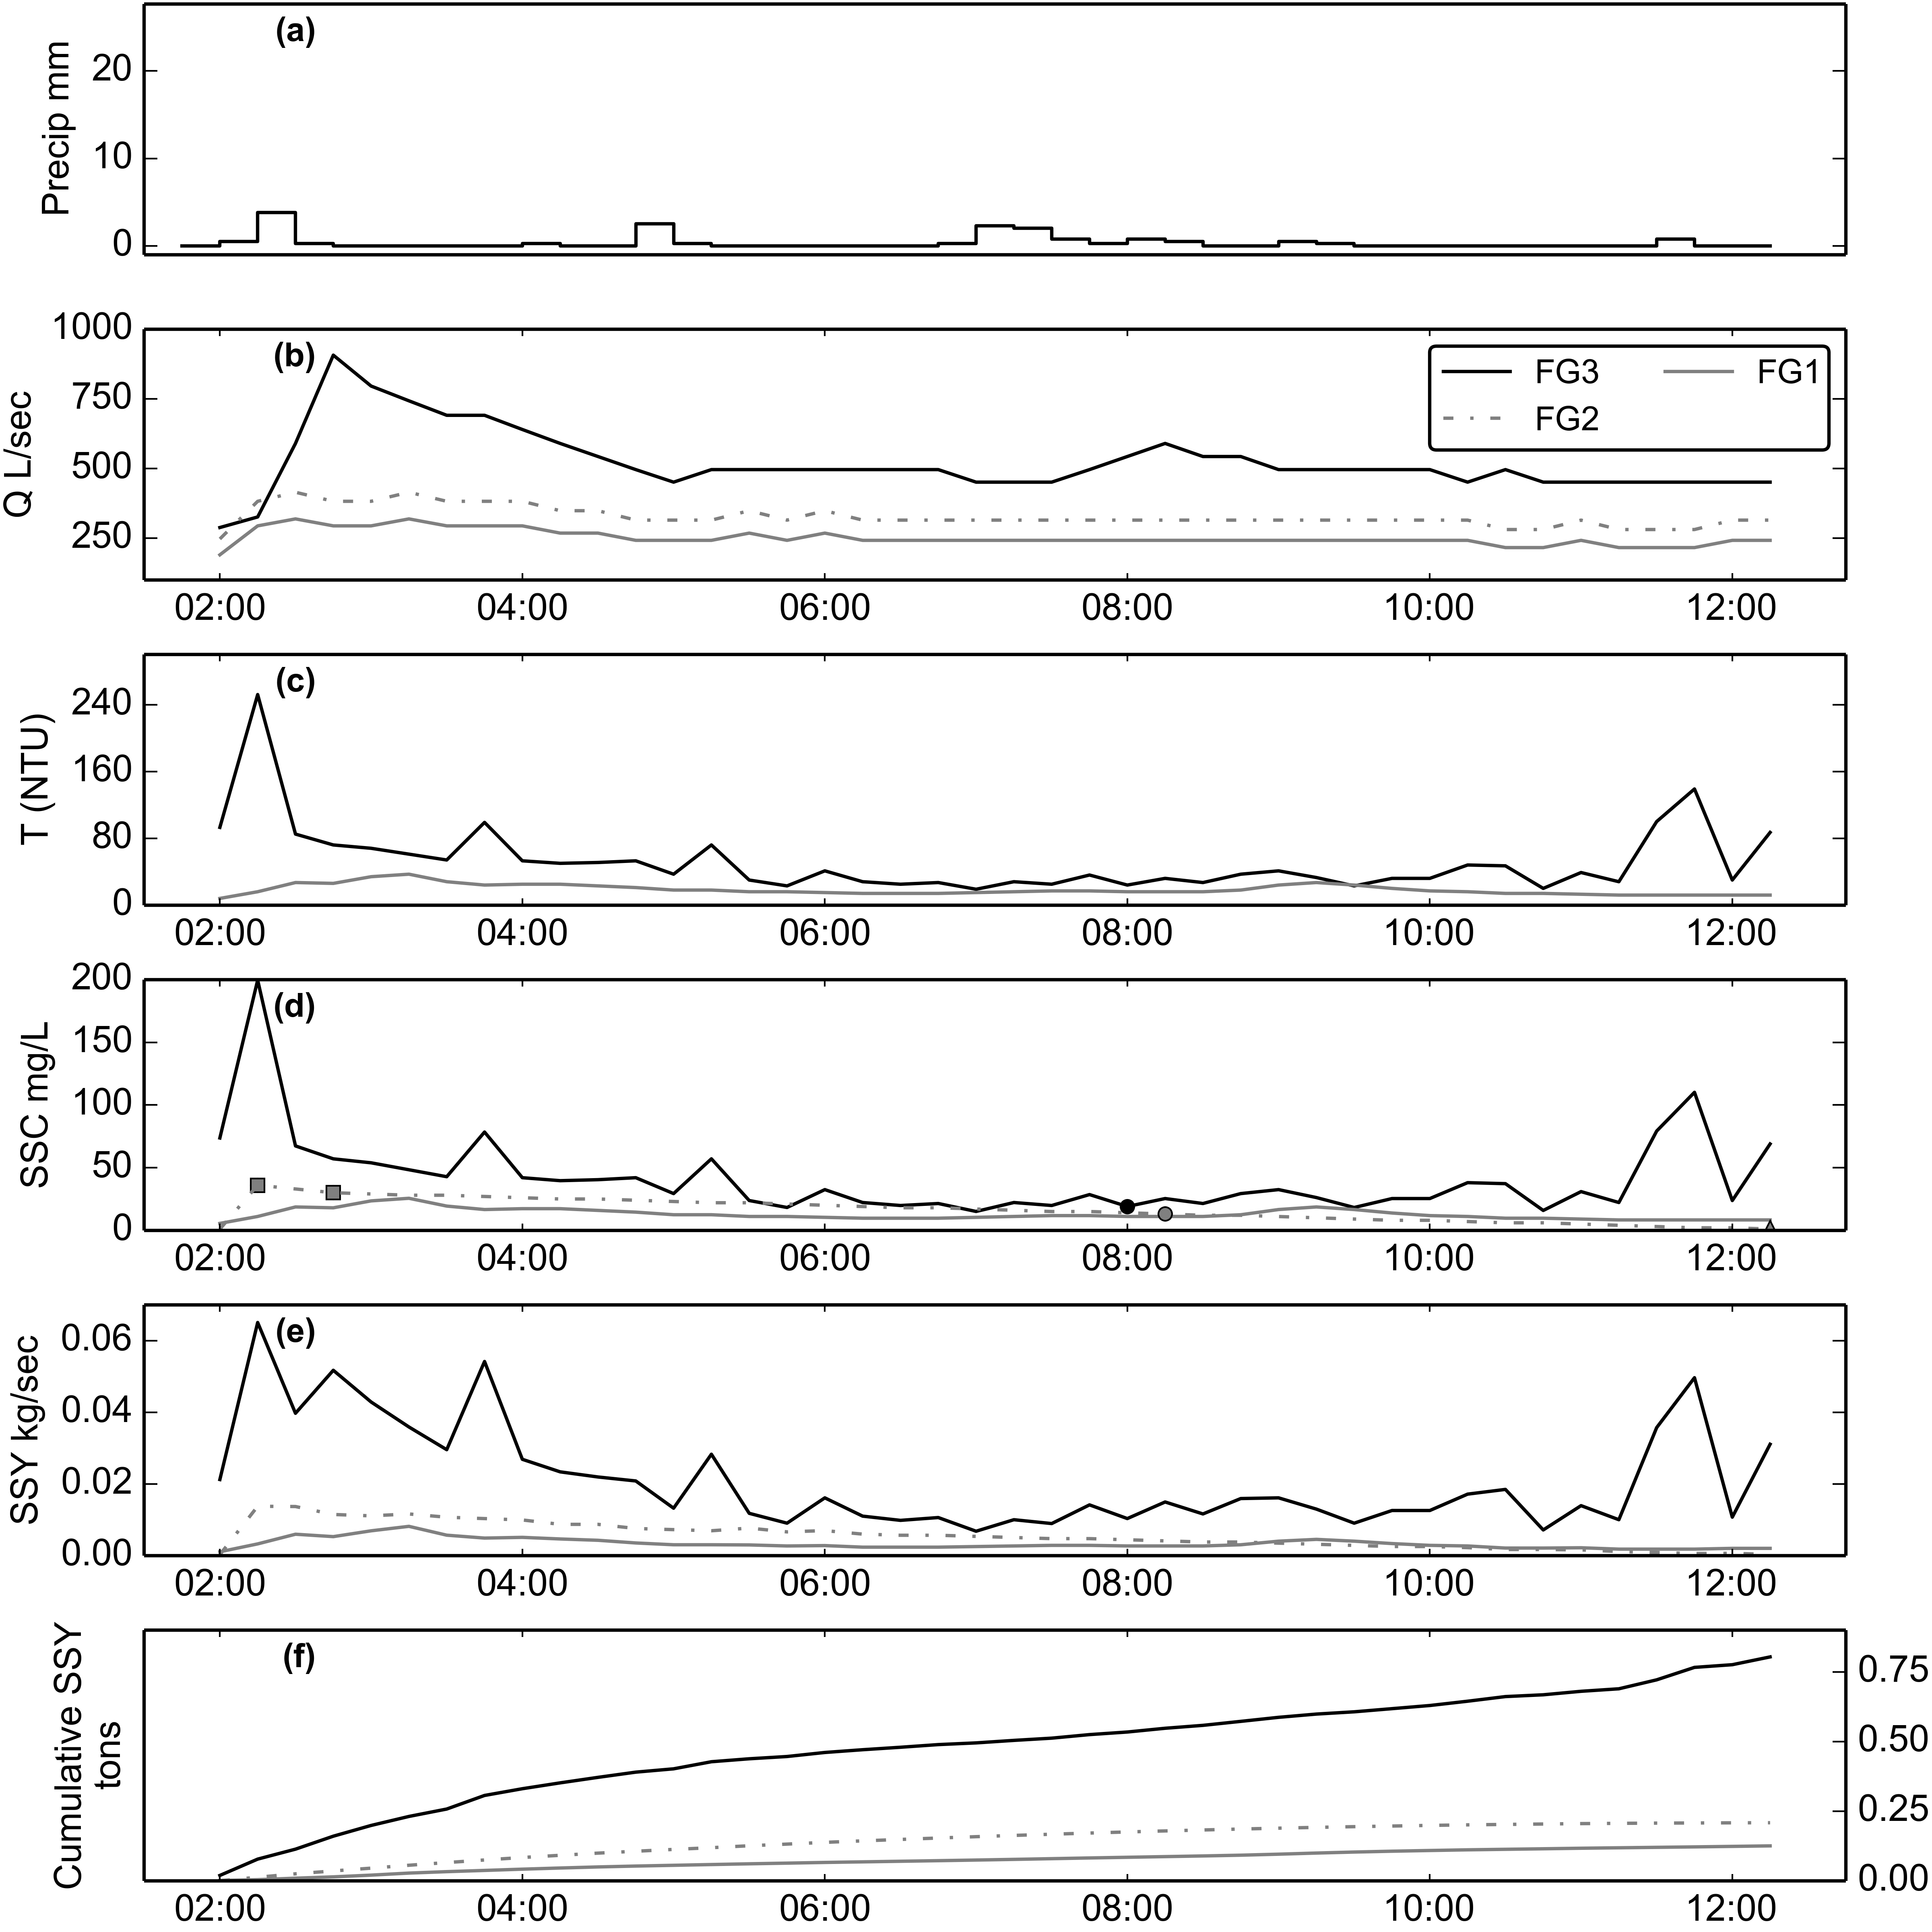 (a)
Precip mm
20
10
0
(b)
Q L/sec
1000
750
500
250
FG3
FG1
FG2
02:00 04:00 06:00 08:00 10:00 12:00
(c)
T (NTU)
240
160
80
0
02:00 04:00 06:00 08:00 10:00 12:00
(d)
SSC mg/L
200
150
100
50
0
02:00 04:00 06:00 08:00 10:00 12:00
(e)
SSY kg/sec
0.06
0.04
0.02
0.00
02:00 04:00 06:00 08:00 10:00 12:00
(f)
Cumulative SSY
tons
0.75
0.50
0.25
0.00
02:00 04:00 06:00 08:00 10:00 12:00